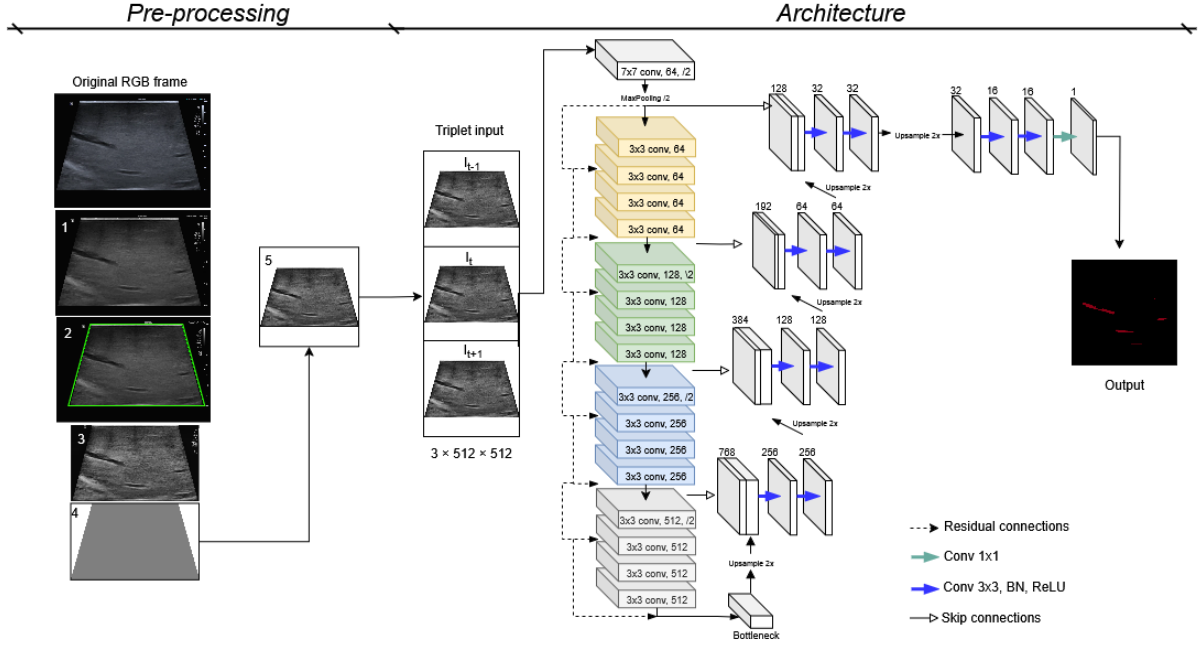 Pre-processing
Architecture
Original RGB frame
1
2
3
4
5
Triplet input
I_{t-1}
I_t
I_{t+1}
3 × 512 × 512
7x7 conv, 64, /2
MaxPooling /2
3x3 conv, 64
3x3 conv, 64
3x3 conv, 64
3x3 conv, 64
3x3 conv, 128, \2
3x3 conv, 128
3x3 conv, 128
3x3 conv, 128
3x3 conv, 256, /2
3x3 conv, 256
3x3 conv, 256
3x3 conv, 256
3x3 conv, 512, /2
3x3 conv, 512
3x3 conv, 512
3x3 conv, 512
Bottleneck
Upsample 2x
768 256 256
Upsample 2x
384 128 128
Upsample 2x
192 64 64
Upsample 2x
128 32 32
Upsample 2x
32 16 16 1
Output
Residual connections
Conv 1x1
Conv 3x3, BN, ReLU
Skip connections